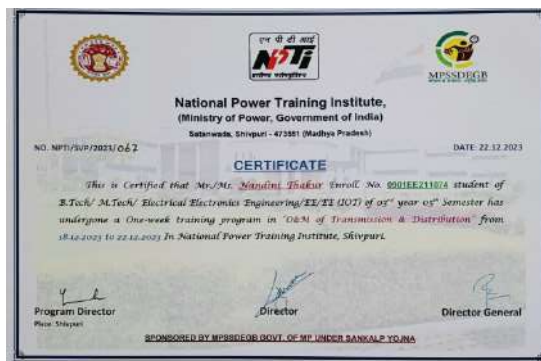 एन पी टी आई
NPTi
MPSSDEGB
National Power Training Institute,
(Ministry of Power, Government of India)
Satanwada, Shivpuri - 473551 (Madhya Pradesh)
NO. NPTI/SVP/2023/062
DATE: 22.12.2023
CERTIFICATE
This is Certified that Mr./Ms. Nandini Thakur Enroll No. 0901EE211074 student of
B.Tech/ M.Tech/ Electrical Electronics Engineering/EE/EE (IOT) of 03rd year 05th Semester has
undergone a One-week training program in "O&M of Transmission & Distribution" from
18.12.2023 to 22.12.2023 In National Power Training Institute, Shivpuri.
Program Director
Director
Director General
Place: Shivpuri
SPONSORED BY MPSSDEGB GOVT. OF MP UNDER SANKALP YOJNA